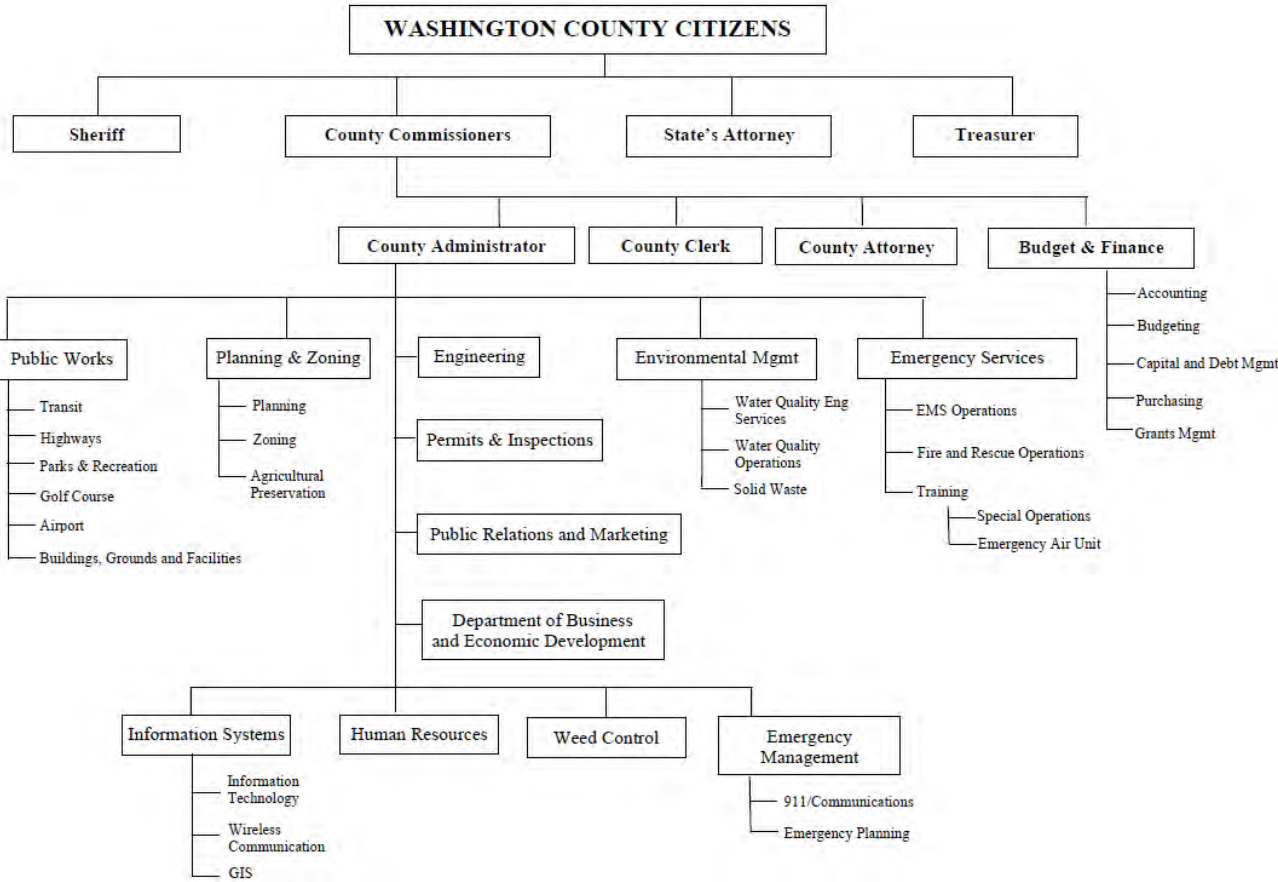 WASHINGTON COUNTY CITIZENS
Sheriff
County Commissioners
State's Attorney
Treasurer
County Administrator
County Clerk
County Attorney
Budget & Finance
Accounting
Budgeting
Capital and Debt Mgmt
Purchasing
Grants Mgmt
Public Works
Transit
Highways
Parks & Recreation
Golf Course
Airport
Buildings, Grounds and Facilities
Planning & Zoning
Planning
Zoning
Agricultural
Preservation
Engineering
Permits & Inspections
Public Relations and Marketing
Department of Business
and Economic Development
Environmental Mgmt
Water Quality Eng
Services
Water Quality
Operations
Solid Waste
Emergency Services
EMS Operations
Fire and Rescue Operations
Training
Special Operations
Emergency Air Unit
Information Systems
Information
Technology
Wireless
Communication
GIS
Human Resources
Weed Control
Emergency
Management
911/Communications
Emergency Planning